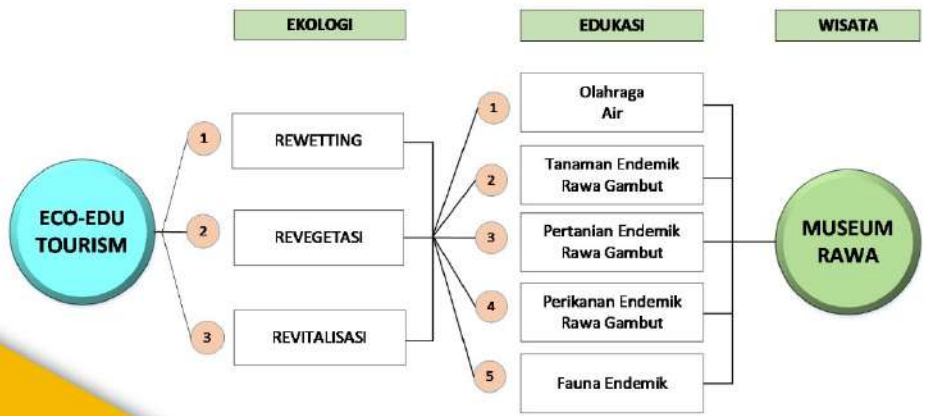 EKOLOGI
EDUKASI
WISATA
ECO-EDU
TOURISM
1
REWETTING
2
REVEGETASI
3
REVITALISASI
1
Olahraga
Air
2
Tanaman Endemik
Rawa Gambut
3
Pertanian Endemik
Rawa Gambut
4
Perikanan Endemik
Rawa Gambut
5
Fauna Endemik
MUSEUM
RAWA